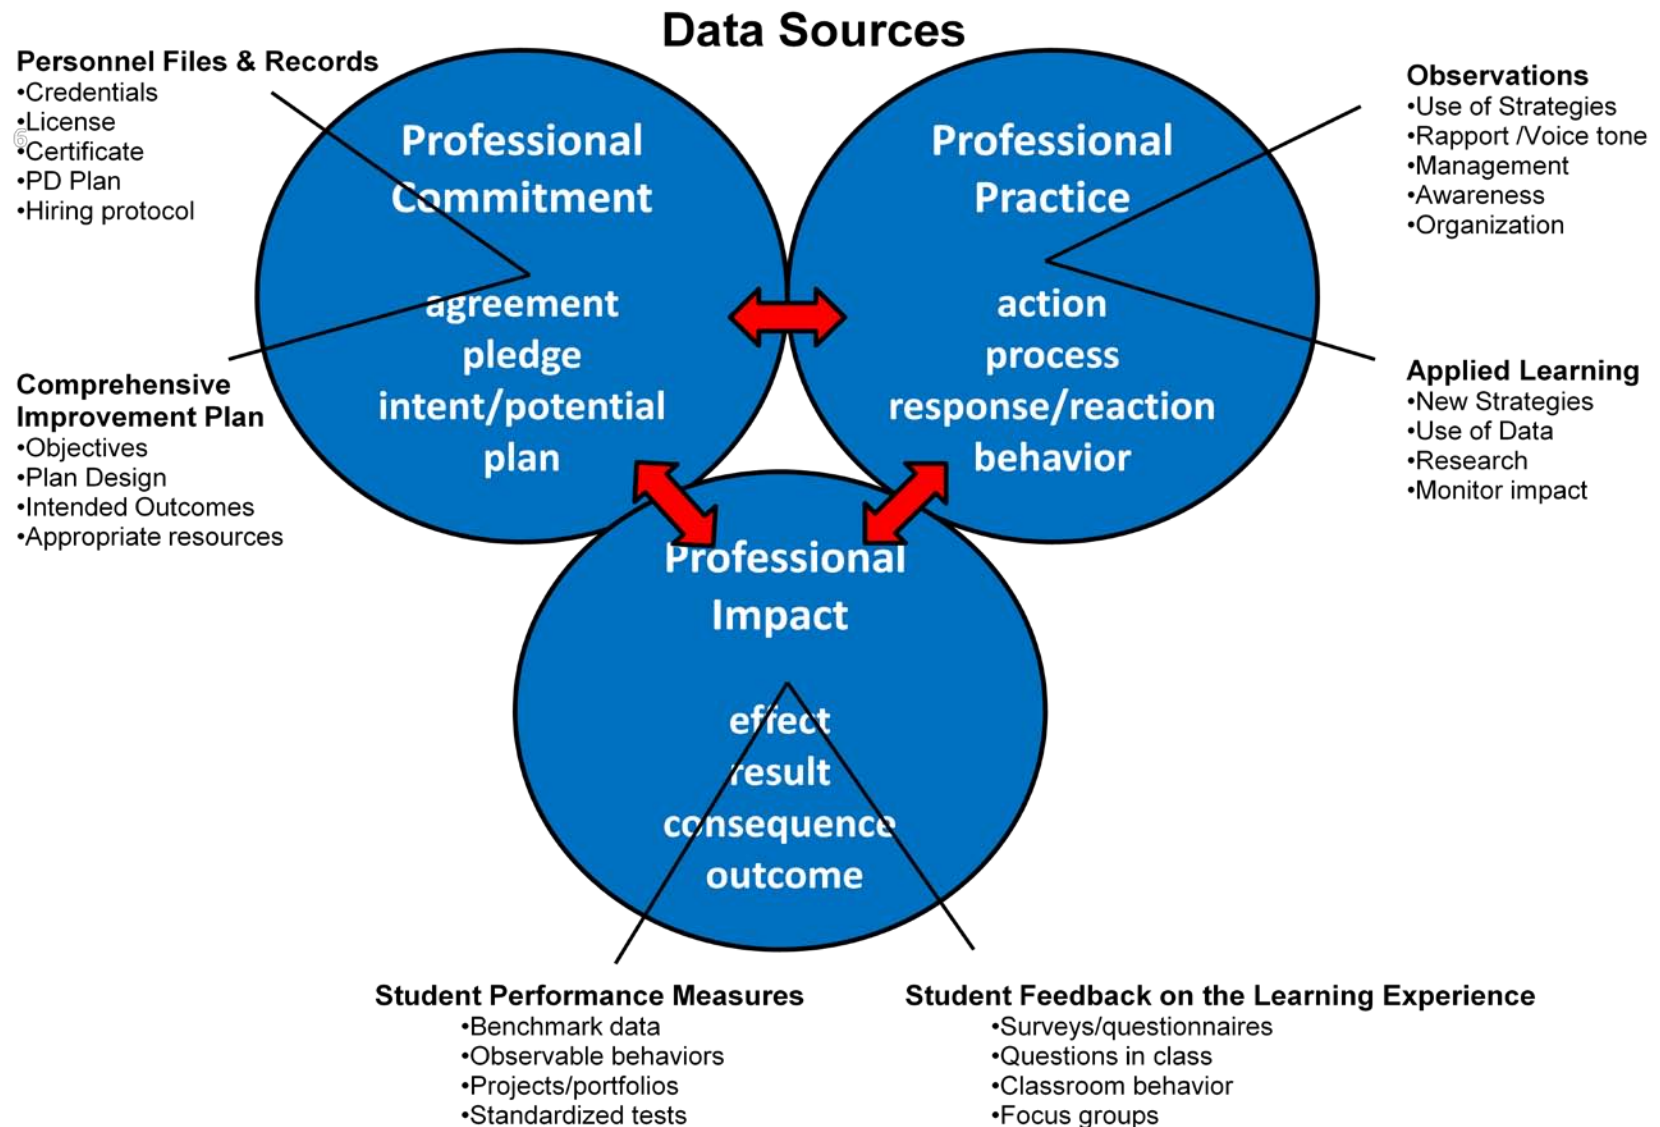 Data Sources
Personnel Files & Records
•Credentials
•License
6
•Certificate
•PD Plan
•Hiring protocol
Comprehensive
Improvement Plan
•Objectives
•Plan Design
•Intended Outcomes
•Appropriate resources
Professional
Commitment
agreement
pledge
intent/potential
plan
Professional
Practice
action
process
response/reaction
behavior
Observations
•Use of Strategies
•Rapport /Voice tone
•Management
•Awareness
•Organization
Applied Learning
•New Strategies
•Use of Data
•Research
•Monitor impact
Professional
Impact
effect
result
consequence
outcome
Student Performance Measures
•Benchmark data
•Observable behaviors
•Projects/portfolios
•Standardized tests
Student Feedback on the Learning Experience
•Surveys/questionnaires
•Questions in class
•Classroom behavior
•Focus groups